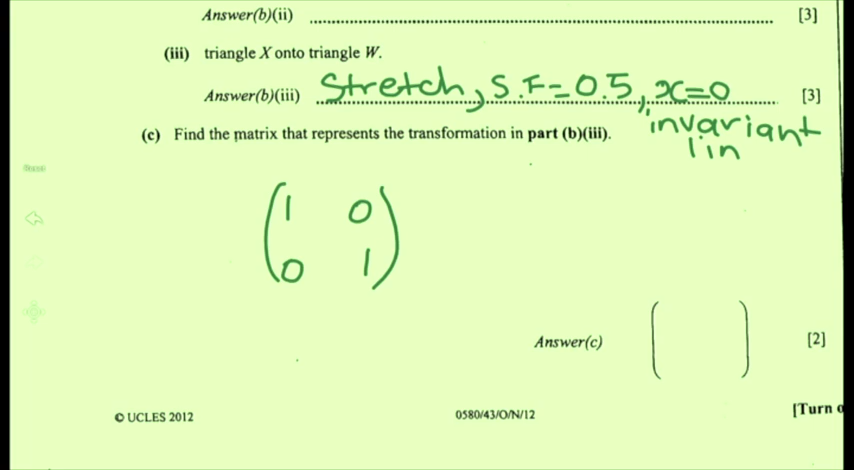 Answer(b)(ii) [3]
(iii) triangle X onto triangle W.
Answer(b)(iii) Stretch, S.F=0.5, x=0 [3]
invariant
lin
(c) Find the matrix that represents the transformation in part (b)(iii).
1 0
0 1
Answer(c) ( ) [2]
© UCLES 2012 0580/43/O/N/12 [Turn o